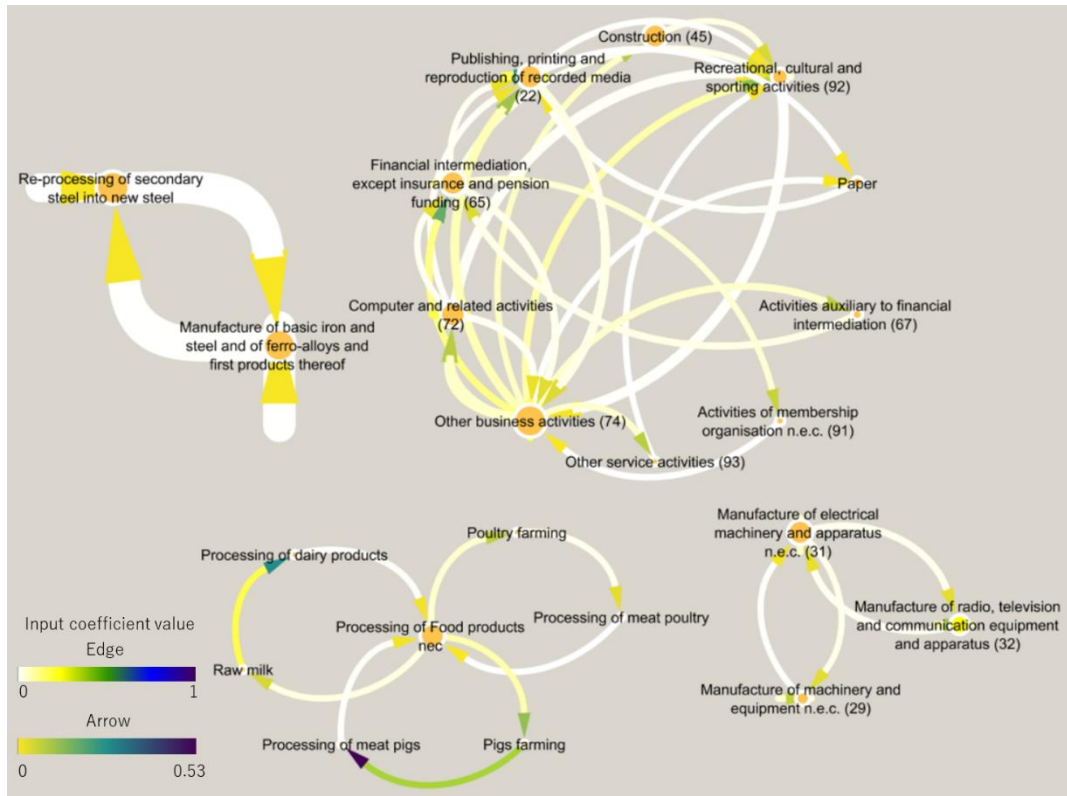 Construction (45)
Publishing, printing and
reproduction of recorded media
(22)
Recreational, cultural and
sporting activities (92)
Re-processing of secondary
steel into new steel
Financial intermediation,
except insurance and pension
funding (65)
Paper
Manufacture of basic iron and
steel and of ferro-alloys and
first products thereof
Computer and related activities
(72)
Activities auxiliary to financial
intermediation (67)
Other business activities (74)
Activities of membership
organisation n.e.c. (91)
Other service activities (93)
Processing of dairy products
Poultry farming
Processing of Food products
nec
Processing of meat poultry
Raw milk
Processing of meat pigs
Pigs farming
Manufacture of electrical
machinery and apparatus
n.e.c. (31)
Manufacture of radio, television
and communication equipment
and apparatus (32)
Manufacture of machinery and
equipment n.e.c. (29)
Input coefficient value
Edge
0 1
Arrow
0 0.53